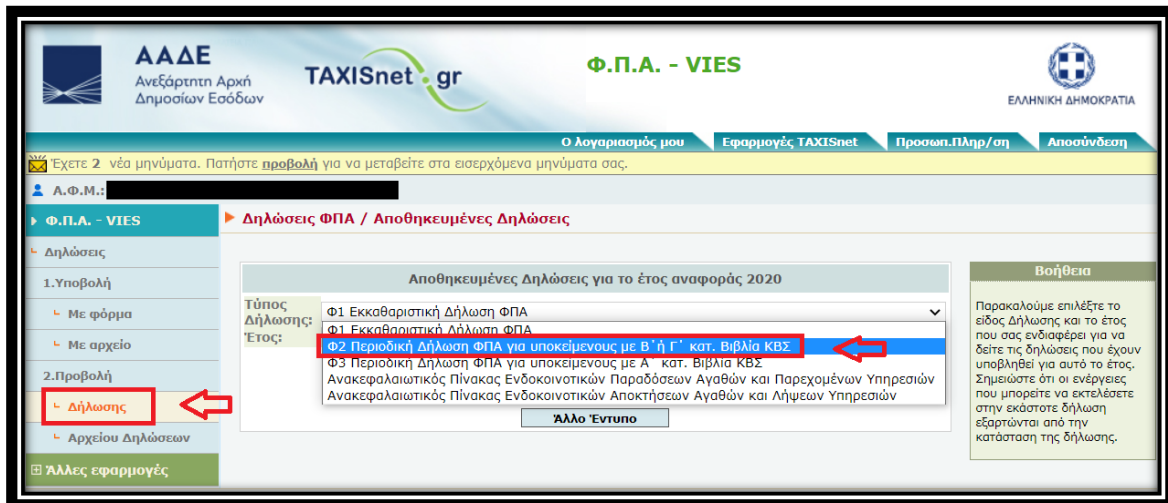 ΑΑΔΕ
Ανεξάρτητη Αρχή
Δημοσίων Εσόδων
TAXISnet gr
Φ.Π.Α. - VIES
ΕΛΛΗΝΙΚΗ ΔΗΜΟΚΡΑΤΙΑ
Ο λογαριασμός μου
Εφαρμογές TAXISnet
Προσωπ.Πληρ/ση
Αποσύνδεση
Έχετε 2 νέα μηνύματα. Πατήστε προβολή για να μεταβείτε στα εισερχόμενα μηνύματα σας.
Α.Φ.Μ.:
Φ.Π.Α. - VIES
Δηλώσεις
1.Υποβολή
Με φόρμα
Με αρχείο
2.Προβολή
Δήλωσης
Αρχείου Δηλώσεων
Άλλες εφαρμογές
Δηλώσεις ΦΠΑ / Αποθηκευμένες Δηλώσεις
Αποθηκευμένες Δηλώσεις για το έτος αναφοράς 2020
Τύπος
Δήλωσης:
Φ1 Εκκαθαριστική Δήλωση ΦΠΑ
Έτος:
Φ1 Εκκαθαριστική Δήλωση ΦΠΑ
Φ2 Περιοδική Δήλωση ΦΠΑ για υποκείμενους με Β΄ή Γ΄ κατ. Βιβλία ΚΒΣ
Φ3 Περιοδική Δήλωση ΦΠΑ για υποκείμενους με Α΄ κατ. Βιβλία ΚΒΣ
Ανακεφαλαιωτικός Πίνακας Ενδοκοινοτικών Παραδόσεων Αγαθών και Παρεχομένων Υπηρεσιών
Ανακεφαλαιωτικός Πίνακας Ενδοκοινοτικών Αποκτήσεων Αγαθών και Λήψεων Υπηρεσιών
Άλλο Έντυπο
Βοήθεια
Παρακαλούμε επιλέξτε το
είδος Δήλωσης και το έτος
που σας ενδιαφέρει για να
δείτε τις δηλώσεις που έχουν
υποβληθεί για αυτό το έτος.
Σημειώστε ότι οι ενέργειες
που μπορείτε να εκτελέσετε
στην εκάστοτε δήλωση
εξαρτώνται από την
κατάσταση της δήλωσης.